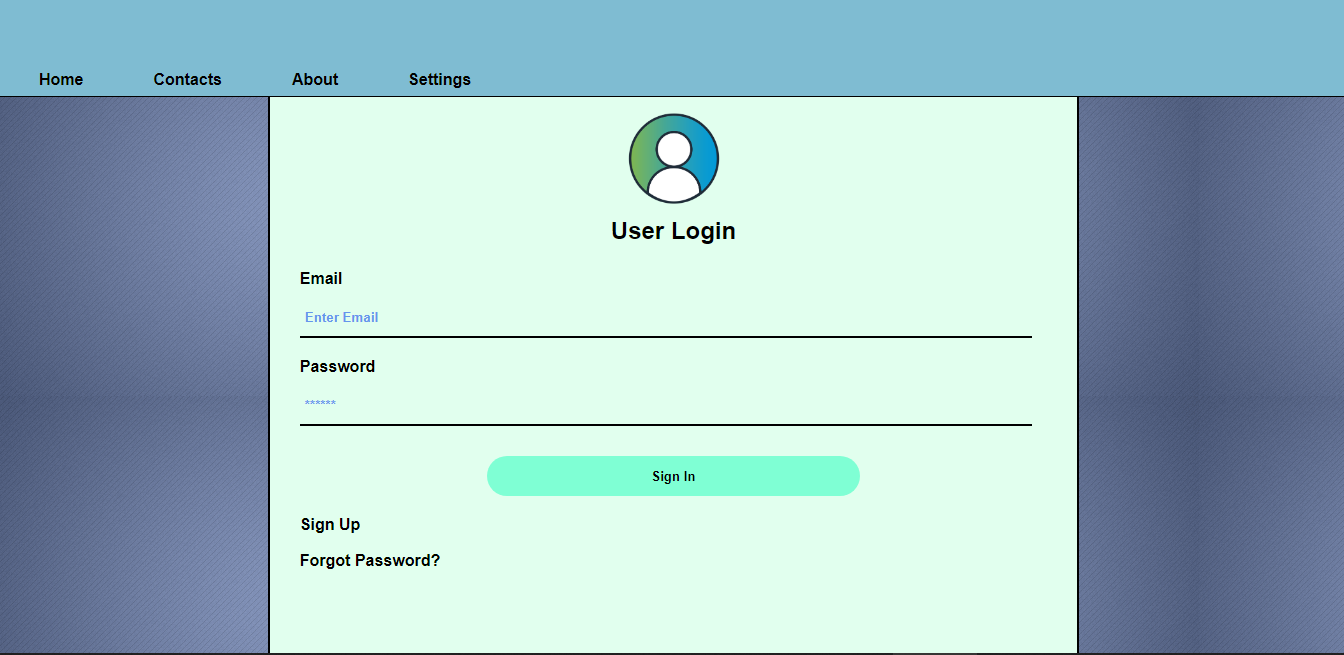 Home Contacts About Settings
User Login
Email
Enter Email
Password
******
Sign In
Sign Up
Forgot Password?